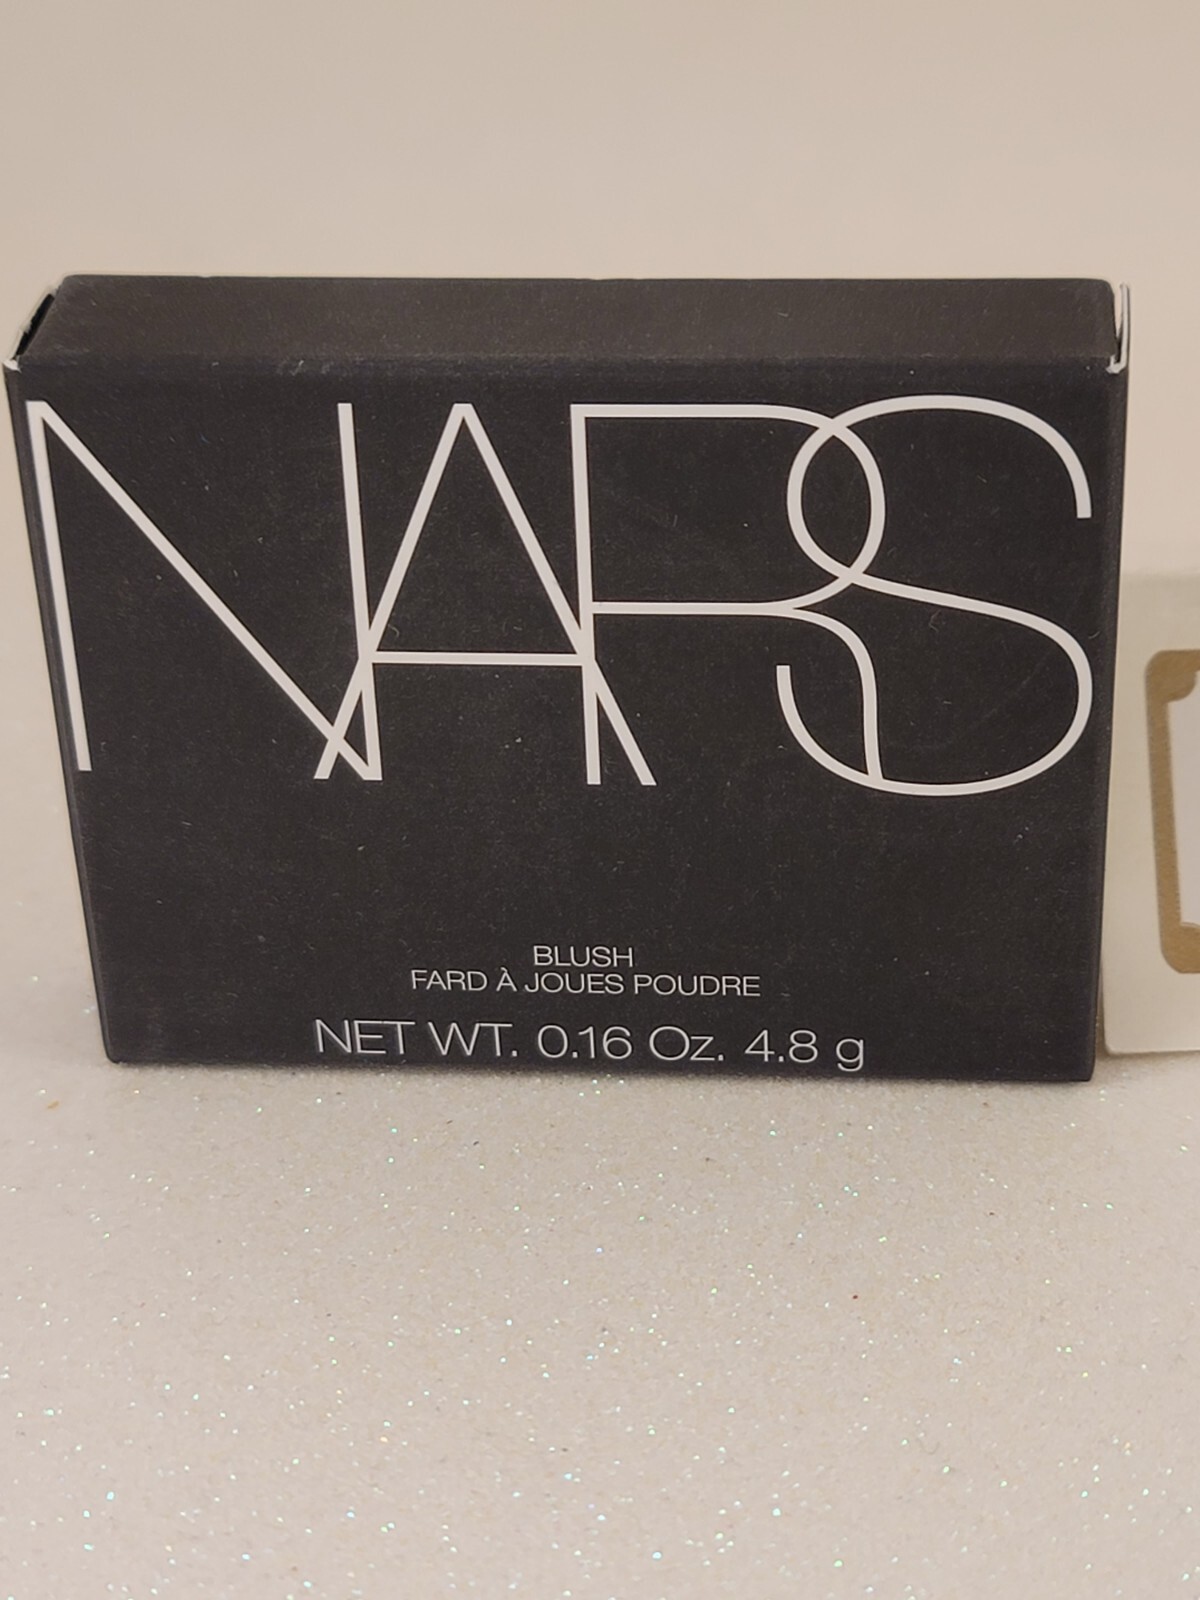 NARS
BLUSH
FARD À JOUES POUDRE
NET WT. 0.16 Oz. 4.8 g